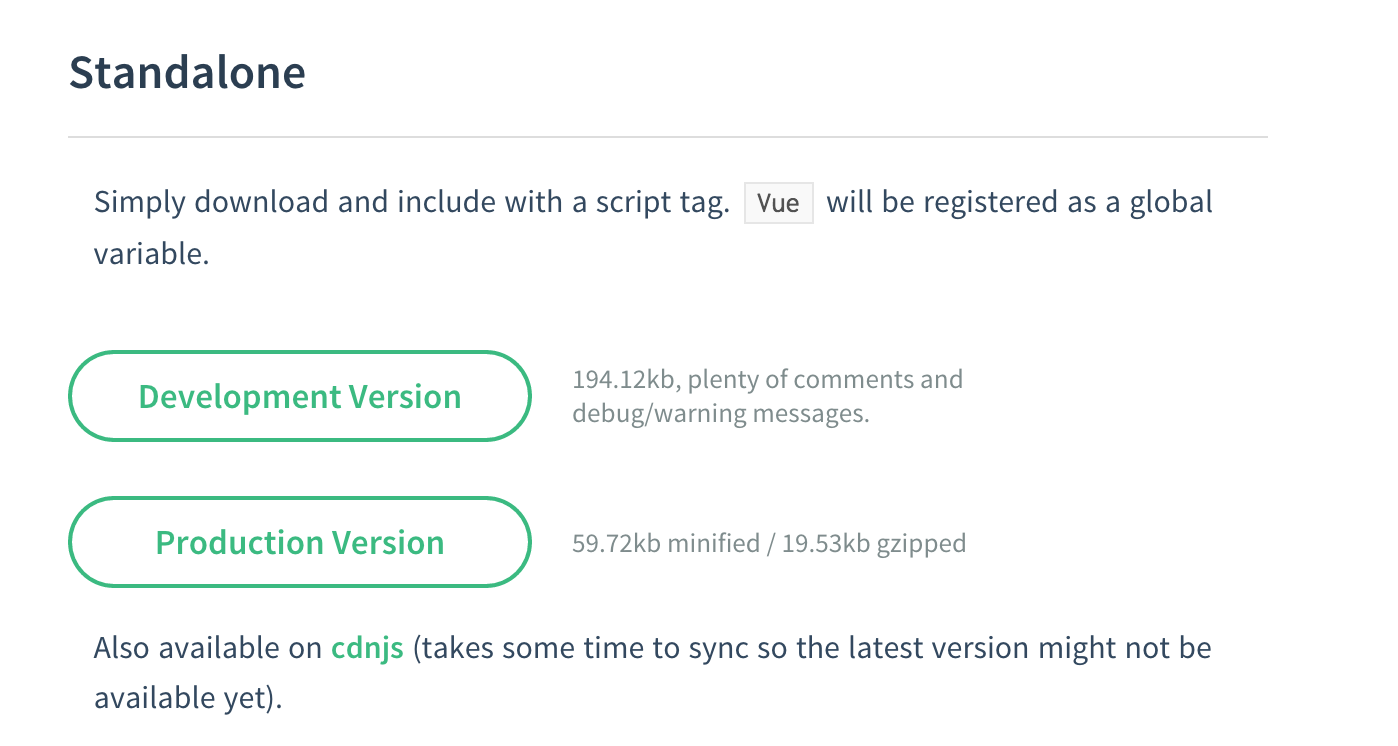 Standalone
Simply download and include with a script tag. Vue will be registered as a global
variable.
Development Version
194.12kb, plenty of comments and
debug/warning messages.
Production Version
59.72kb minified / 19.53kb gzipped
Also available on cdnjs (takes some time to sync so the latest version might not be
available yet).